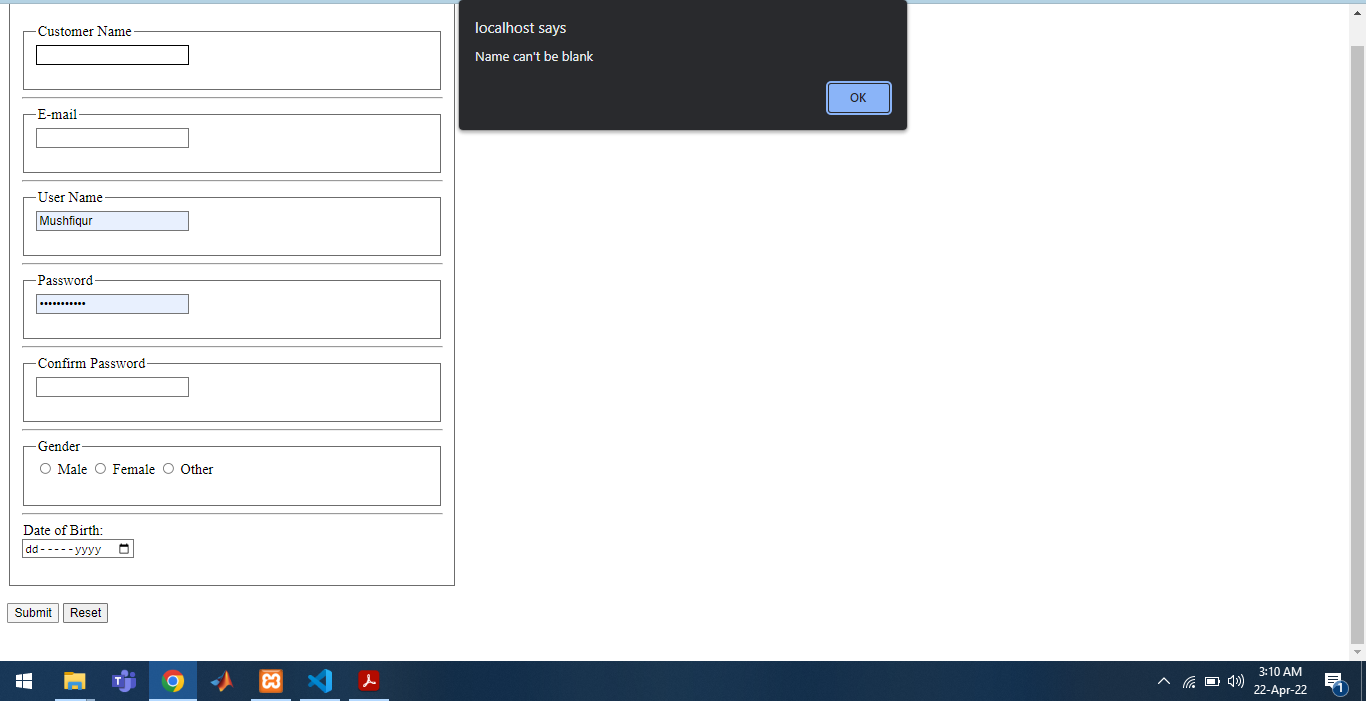 localhost says
Name can't be blank
OK
Customer Name
E-mail
User Name
Mushfiqur
Password
•••••••••••
Confirm Password
Gender
Male Female Other
Date of Birth:
dd-----yyyy
Submit Reset
3:10 AM
22-Apr-22
1